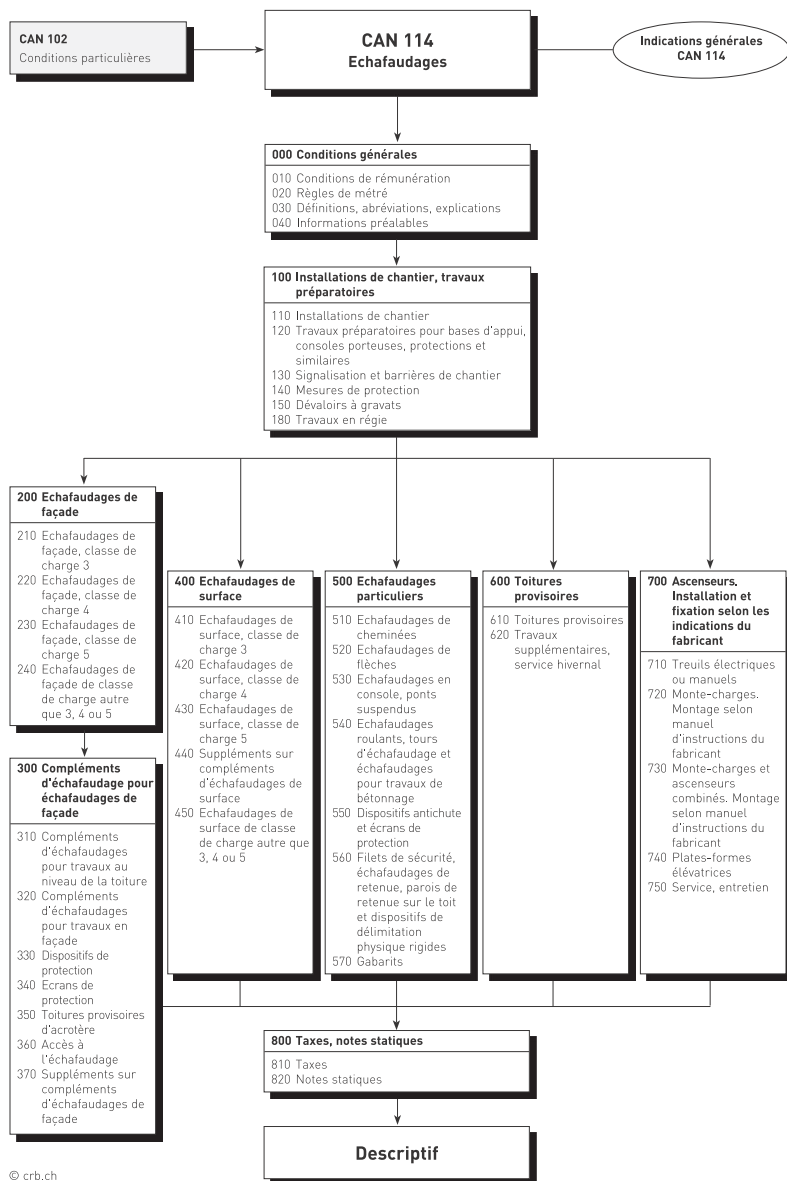 CAN 102
Conditions particulières
CAN 114
Echafaudages
Indications générales
CAN 114
000 Conditions générales
010 Conditions de rémunération
020 Règles de métré
030 Définitions, abréviations, explications
040 Informations préalables
100 Installations de chantier, travaux
préparatoires
110 Installations de chantier
120 Travaux préparatoires pour bases d'appui,
consoles porteuses, protections et
similaires
130 Signalisation et barrières de chantier
140 Mesures de protection
150 Dévaloirs à gravats
180 Travaux en régie
200 Echafaudages de
façade
210 Echafaudages de
façade, classe de
charge 3
220 Echafaudages de
façade, classe de
charge 4
230 Echafaudages de
façade, classe de
charge 5
240 Echafaudages de
façade de classe
de charge autre
que 3, 4 ou 5
300 Compléments
d'échafaudage pour
échafaudages de
façade
310 Compléments
d'échafaudages
pour travaux au
niveau de la toiture
320 Compléments
d'échafaudages
pour travaux en
façade
330 Dispositifs de
protection
340 Ecrans de
protection
350 Toitures provisoires
d'acrotère
360 Accès à
l'échafaudage
370 Suppléments sur
compléments
d'échafaudages de
façade
400 Echafaudages de
surface
410 Echafaudages de
surface, classe de
charge 3
420 Echafaudages de
surface, classe de
charge 4
430 Echafaudages de
surface, classe de
charge 5
440 Suppléments sur
compléments
d'échafaudages de
surface
450 Echafaudages de
surface de classe
de charge autre que
3, 4 ou 5
500 Echafaudages
particuliers
510 Echafaudages de
cheminées
520 Echafaudages de
flèches
530 Echafaudages en
console, ponts
suspendus
540 Echafaudages
roulants, tours
d'échafaudage et
échafaudages
pour travaux de
bétonnage
550 Dispositifs antichute
et écrans de
protection
560 Filets de sécurité,
échafaudages de
retenue, parois de
retenue sur le toit
et dispositifs de
délimitation
physique rigides
570 Gabarits
600 Toitures
provisoires
610 Toitures provisoires
620 Travaux
supplémentaires,
service hivernal
700 Ascenseurs.
Installation et
fixation selon les
indications du
fabricant
710 Treuils électriques
ou manuels
720 Monte-charges.
Montage selon
manuel
d'instructions du
fabricant
730 Monte-charges et
ascenseurs
combinés. Montage
selon manuel
d'instructions du
fabricant
740 Plates-formes
élévatrices
750 Service, entretien
800 Taxes, notes statiques
810 Taxes
820 Notes statiques
Descriptif
© crb.ch